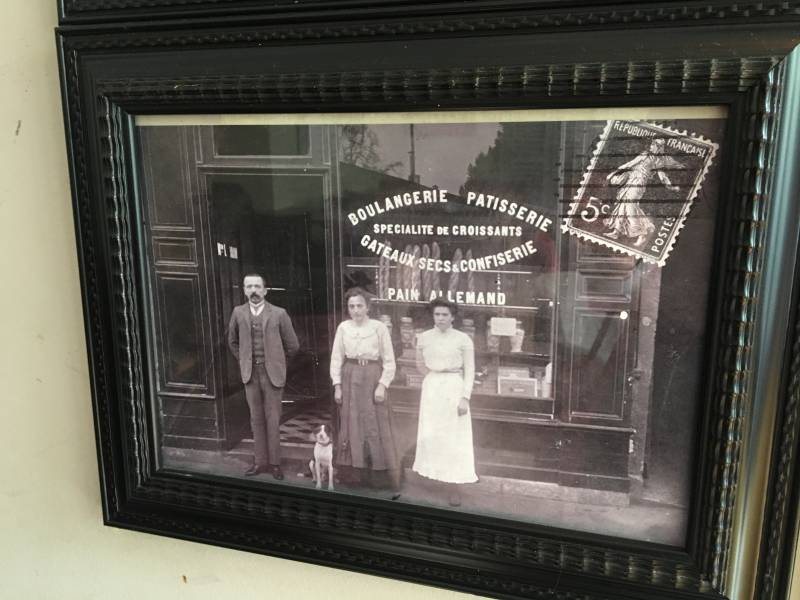 BOULANGERIE PATISSERIE
SPECIALITE DE CROISSANTS
GATEAUX SECS & CONFISERIE
PAIN ALLEMAND
REPUBLIQUE FRANÇAISE
5c
POSTES